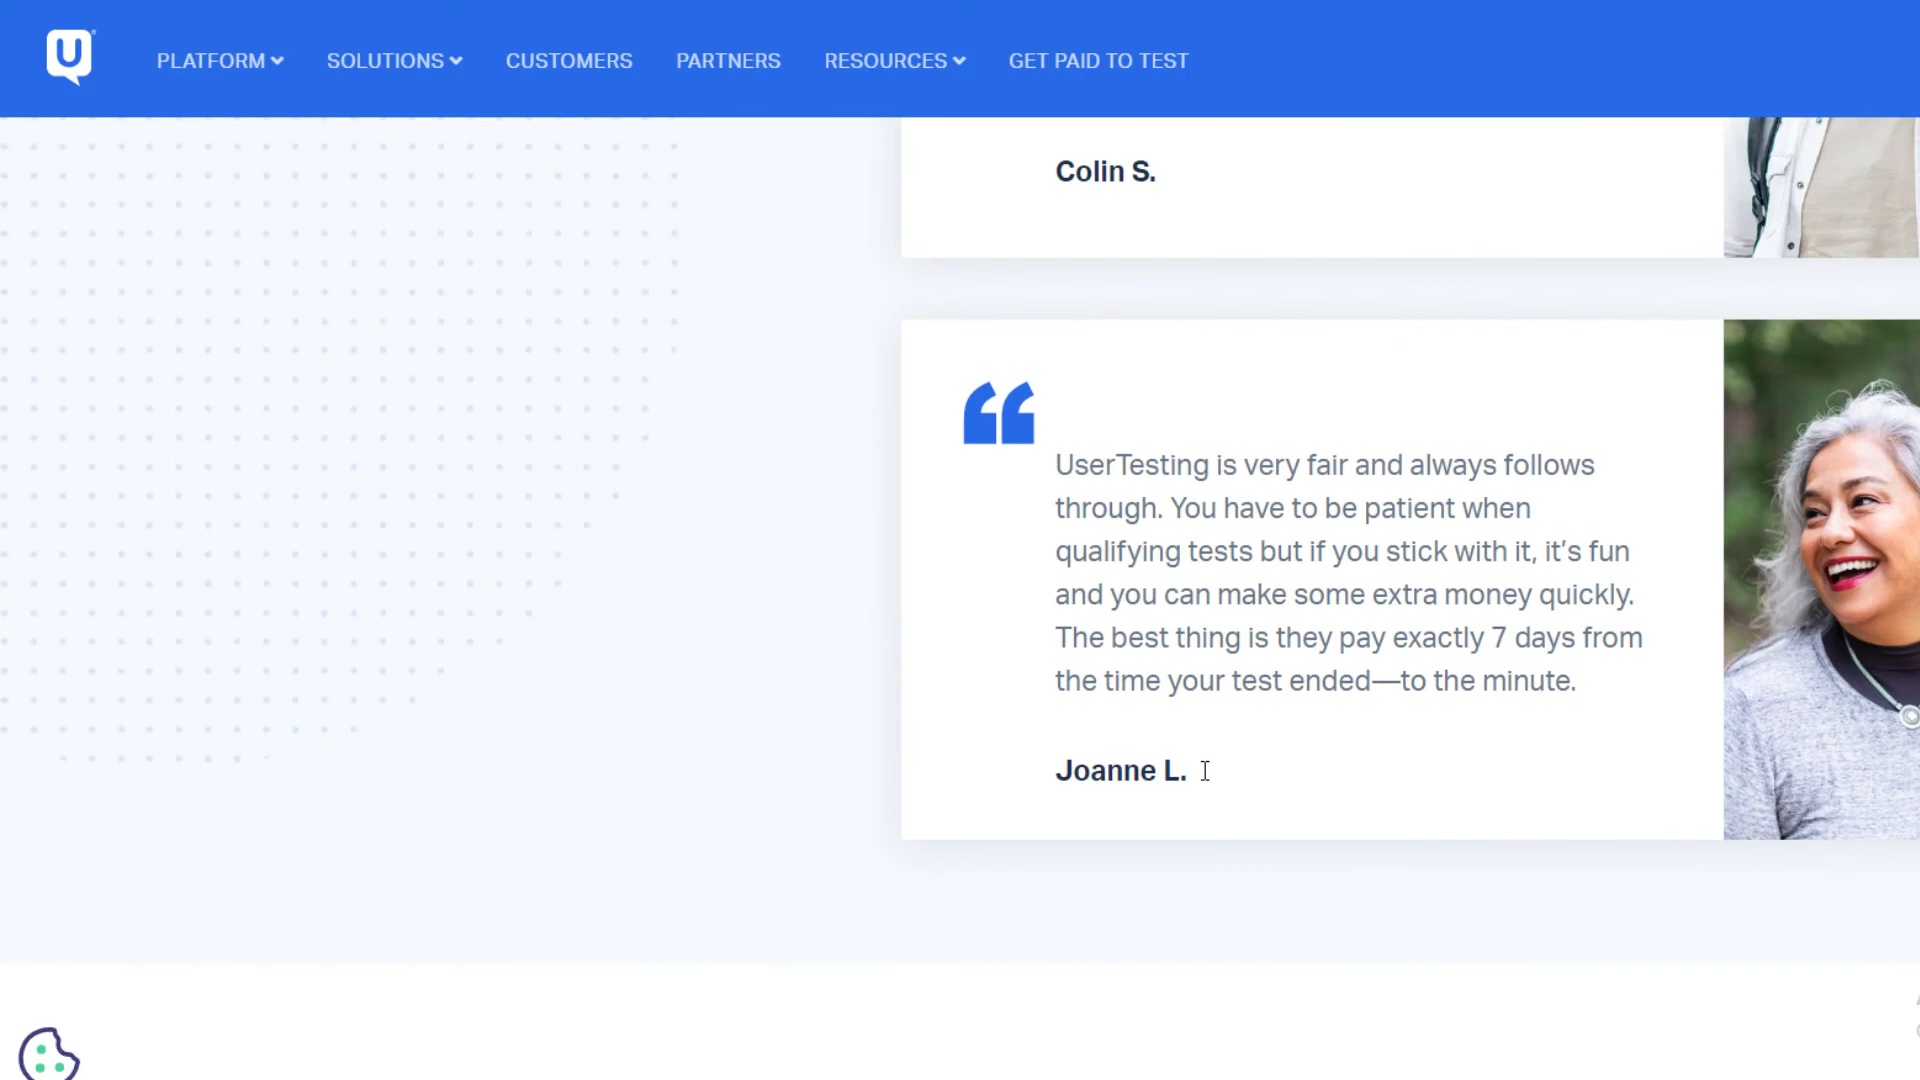 U
PLATFORM SOLUTIONS CUSTOMERS PARTNERS RESOURCES GET PAID TO TEST
Colin S.
“
UserTesting is very fair and always follows
through. You have to be patient when
qualifying tests but if you stick with it, it’s fun
and you can make some extra money quickly.
The best thing is they pay exactly 7 days from
the time your test ended—to the minute.
Joanne L.